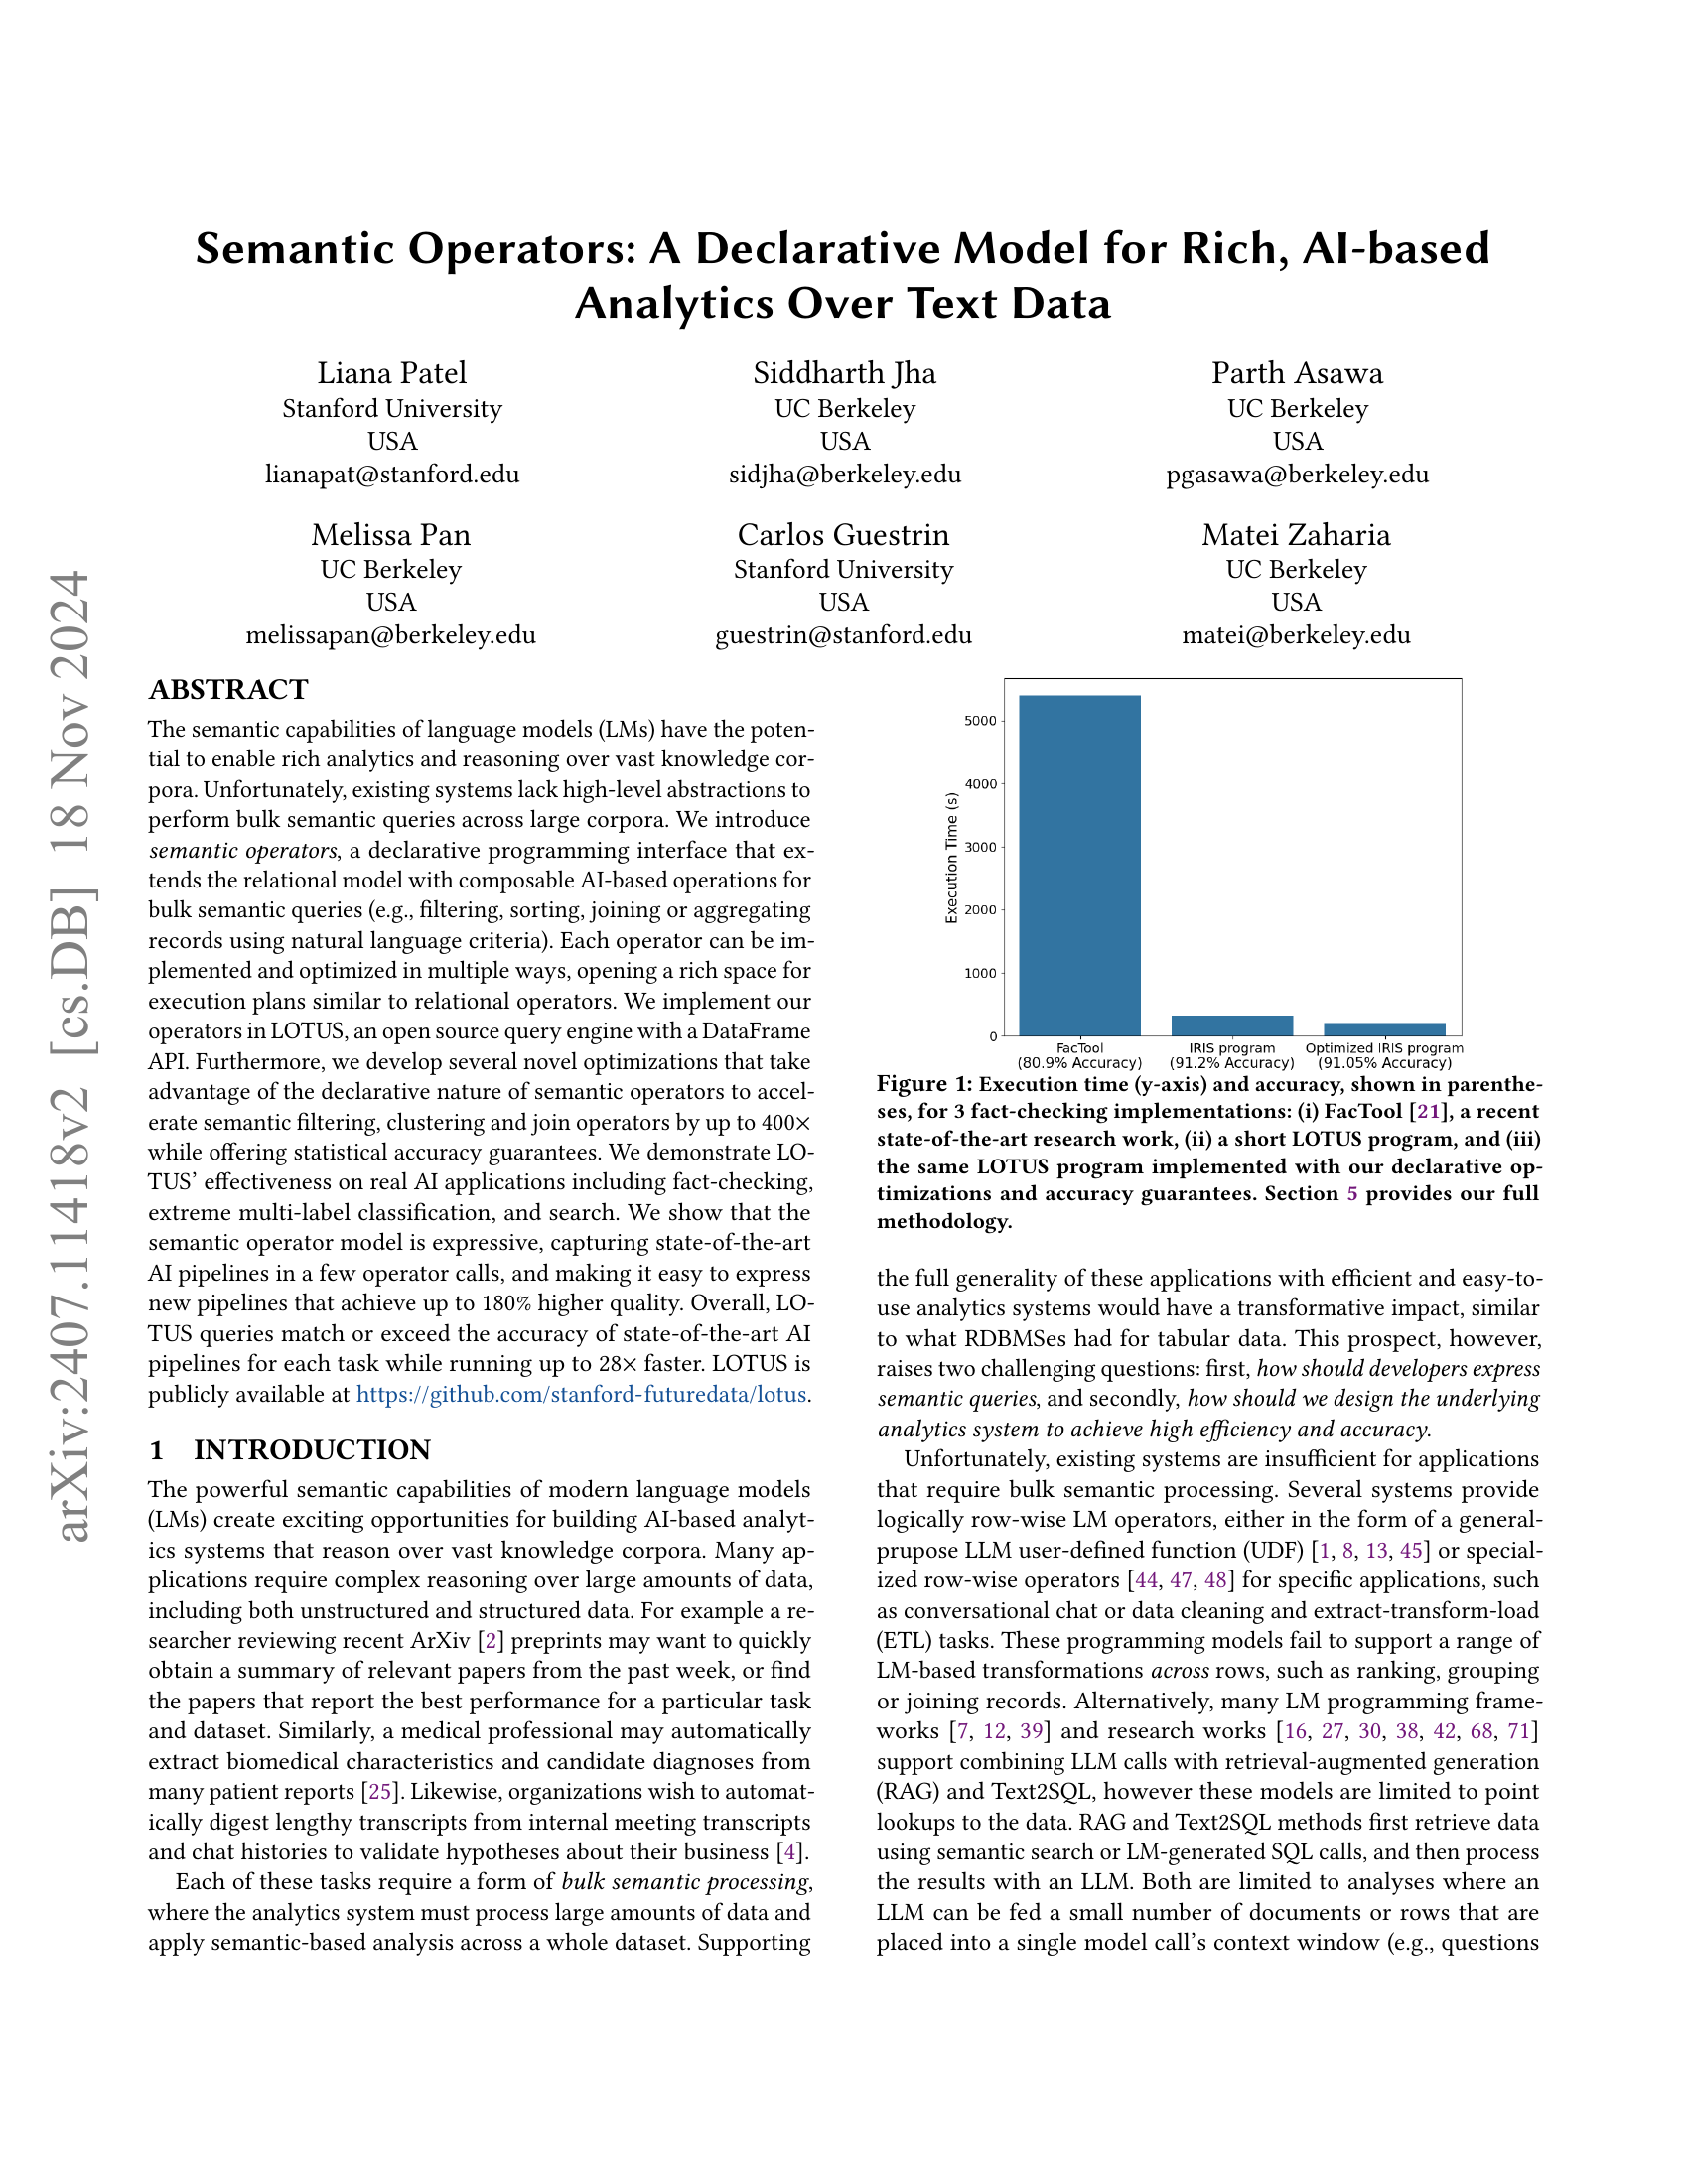 arXiv:2407.11418v2 [cs.DB] 18 Nov 2024
Semantic Operators: A Declarative Model for Rich, AI-based
Analytics Over Text Data
Liana Patel
Stanford University
USA
lianapat@stanford.edu
Siddharth Jha
UC Berkeley
USA
sidjha@berkeley.edu
Parth Asawa
UC Berkeley
USA
pgasawa@berkeley.edu
Melissa Pan
UC Berkeley
USA
melissapan@berkeley.edu
Carlos Guestrin
Stanford University
USA
guestrin@stanford.edu
Matei Zaharia
UC Berkeley
USA
matei@berkeley.edu
ABSTRACT
The semantic capabilities of language models (LMs) have the poten-
tial to enable rich analytics and reasoning over vast knowledge cor-
pora. Unfortunately, existing systems lack high-level abstractions to
perform bulk semantic queries across large corpora. We introduce
semantic operators, a declarative programming interface that ex-
tends the relational model with composable AI-based operations for
bulk semantic queries (e.g., filtering, sorting, joining or aggregating
records using natural language criteria). Each operator can be im-
plemented and optimized in multiple ways, opening a rich space for
execution plans similar to relational operators. We implement our
operators in LOTUS, an open source query engine with a DataFrame
API. Furthermore, we develop several novel optimizations that take
advantage of the declarative nature of semantic operators to accel-
erate semantic filtering, clustering and join operators by up to 400×
while offering statistical accuracy guarantees. We demonstrate LO-
TUS' effectiveness on real AI applications including fact-checking,
extreme multi-label classification, and search. We show that the
semantic operator model is expressive, capturing state-of-the-art
AI pipelines in a few operator calls, and making it easy to express
new pipelines that achieve up to 180% higher quality. Overall, LO-
TUS queries match or exceed the accuracy of state-of-the-art AI
pipelines for each task while running up to 28× faster. LOTUS is
publicly available at https://github.com/stanford-futuredata/lotus.
1 INTRODUCTION
The powerful semantic capabilities of modern language models
(LMs) create exciting opportunities for building AI-based analyt-
ics systems that reason over vast knowledge corpora. Many ap-
plications require complex reasoning over large amounts of data,
including both unstructured and structured data. For example a re-
searcher reviewing recent ArXiv [2] preprints may want to quickly
obtain a summary of relevant papers from the past week, or find
the papers that report the best performance for a particular task
and dataset. Similarly, a medical professional may automatically
extract biomedical characteristics and candidate diagnoses from
many patient reports [25]. Likewise, organizations wish to automat-
ically digest lengthy transcripts from internal meeting transcripts
and chat histories to validate hypotheses about their business [4].
Each of these tasks require a form of bulk semantic processing,
where the analytics system must process large amounts of data and
apply semantic-based analysis across a whole dataset. Supporting
Execution Time (s)
5000
4000
3000
2000
1000
0
FacTool
(80.9% Accuracy)
IRIS program
(91.2% Accuracy)
Optimized IRIS program
(91.05% Accuracy)
Figure 1: Execution time (y-axis) and accuracy, shown in parenthe-
ses, for 3 fact-checking implementations: (i) FacTool [21], a recent
state-of-the-art research work, (ii) a short LOTUS program, and (iii)
the same LOTUS program implemented with our declarative op-
timizations and accuracy guarantees. Section 5 provides our full
methodology.
the full generality of these applications with efficient and easy-to-
use analytics systems would have a transformative impact, similar
to what RDBMSes had for tabular data. This prospect, however,
raises two challenging questions: first, how should developers express
semantic queries, and secondly, how should we design the underlying
analytics system to achieve high efficiency and accuracy.
Unfortunately, existing systems are insufficient for applications
that require bulk semantic processing. Several systems provide
logically row-wise LM operators, either in the form of a general-
prupose LLM user-defined function (UDF) [1, 8, 13, 45] or special-
ized row-wise operators [44, 47, 48] for specific applications, such
as conversational chat or data cleaning and extract-transform-load
(ETL) tasks. These programming models fail to support a range of
LM-based transformations across rows, such as ranking, grouping
or joining records. Alternatively, many LM programming frame-
works [7, 12, 39] and research works [16, 27, 30, 38, 42, 68, 71]
support combining LLM calls with retrieval-augmented generation
(RAG) and Text2SQL, however these models are limited to point
lookups to the data. RAG and Text2SQL methods first retrieve data
using semantic search or LM-generated SQL calls, and then process
the results with an LLM. Both are limited to analyses where an
LLM can be fed a small number of documents or rows that are
placed into a single model call's context window (e.g., questions